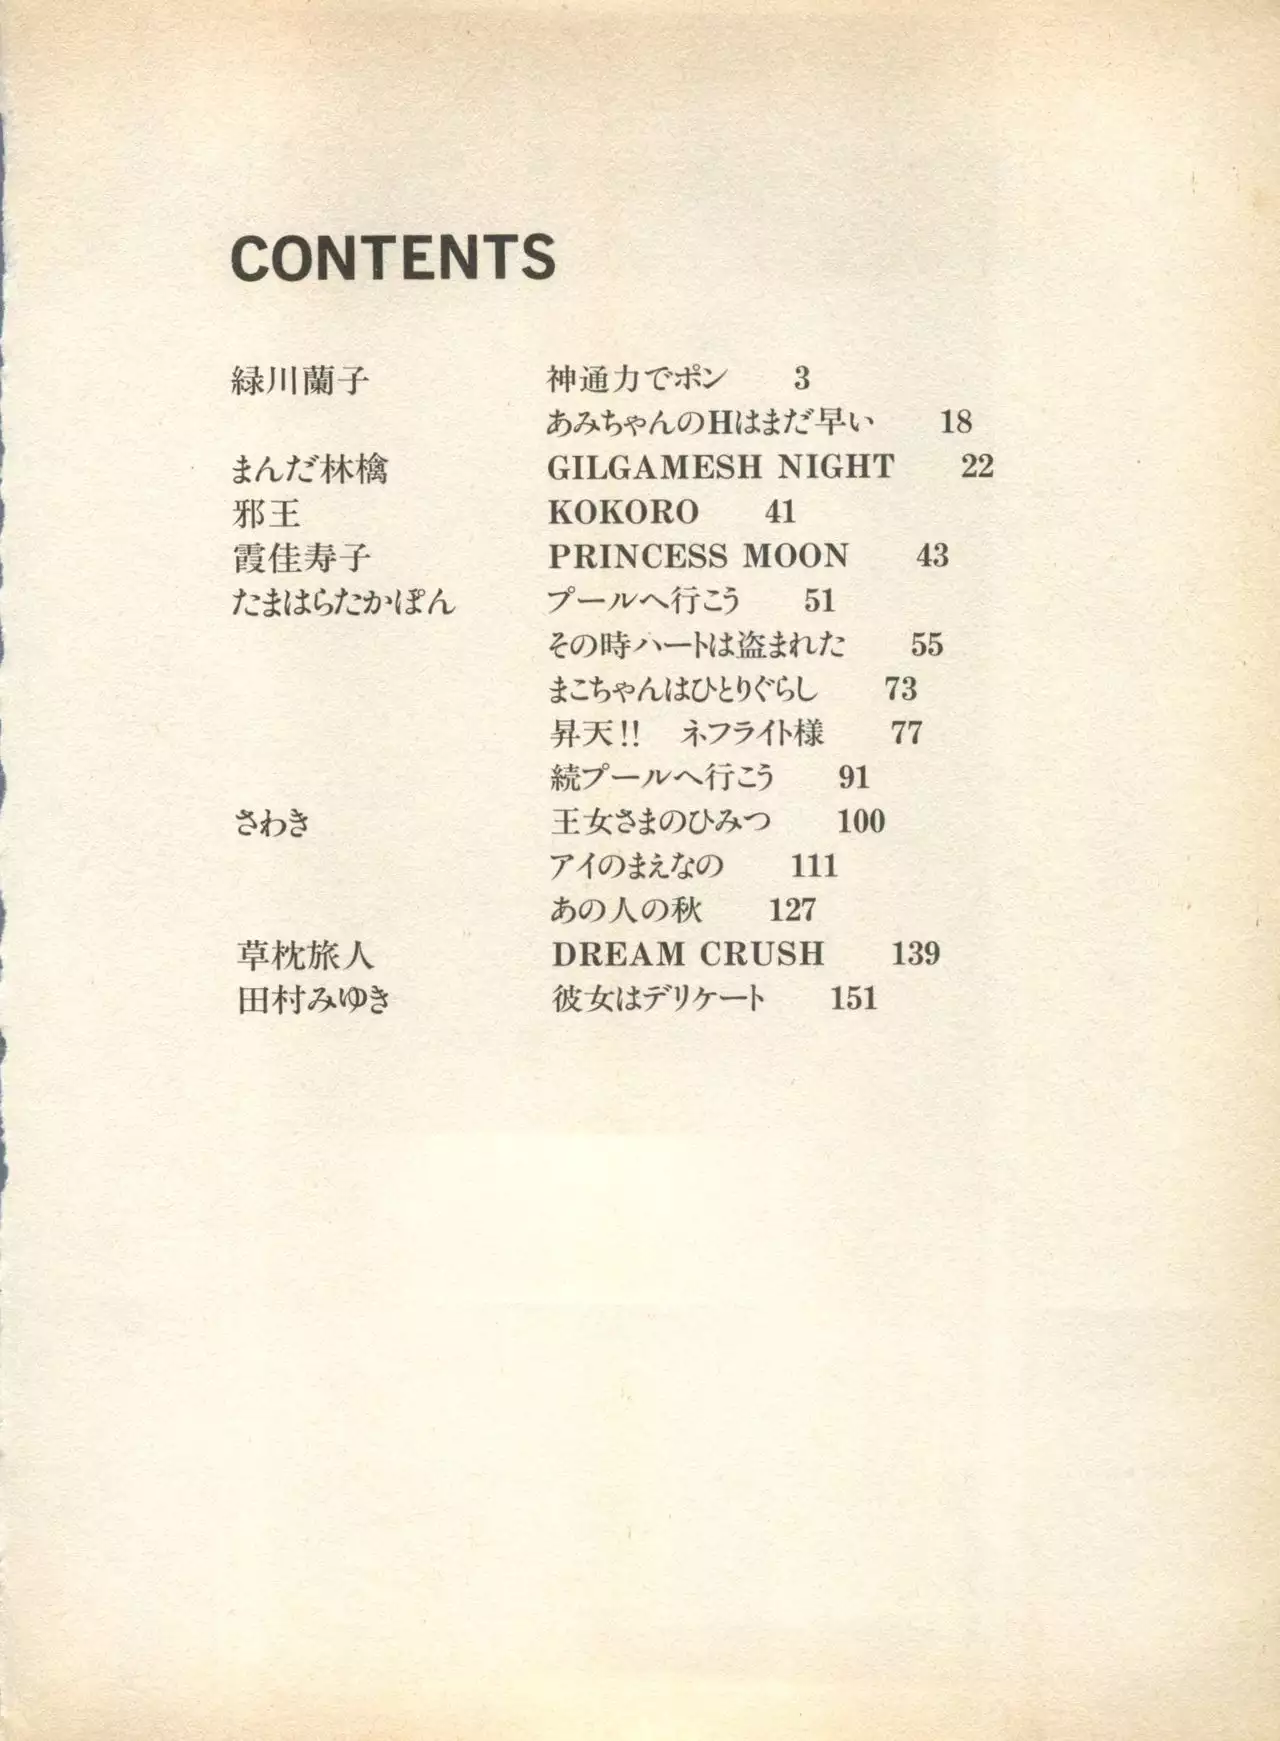 CONTENTS
緑川蘭子 神通力でポン 3
あみちゃんのHはまだ早い 18
まんだ林檎 GILGAMESH NIGHT 22
邪王 KOKORO 41
霞佳寿子 PRINCESS MOON 43
たまはらたかぽん プールへ行こう 51
その時ハートは盗まれた 55
まこちゃんはひとりぐらし 73
昇天!! ネフライト様 77
続プールへ行こう 91
さわき 王女さまのひみつ 100
アイのまえなの 111
あの人の秋 127
草枕旅人 DREAM CRUSH 139
田村みゆき 彼女はデリケート 151